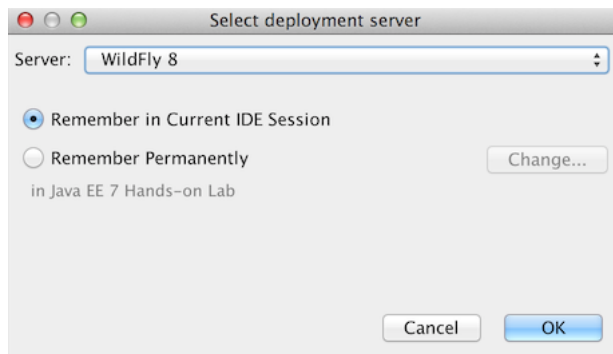 Select deployment server
Server: WildFly 8
Remember in Current IDE Session
Remember Permanently Change...
in Java EE 7 Hands-on Lab
Cancel OK